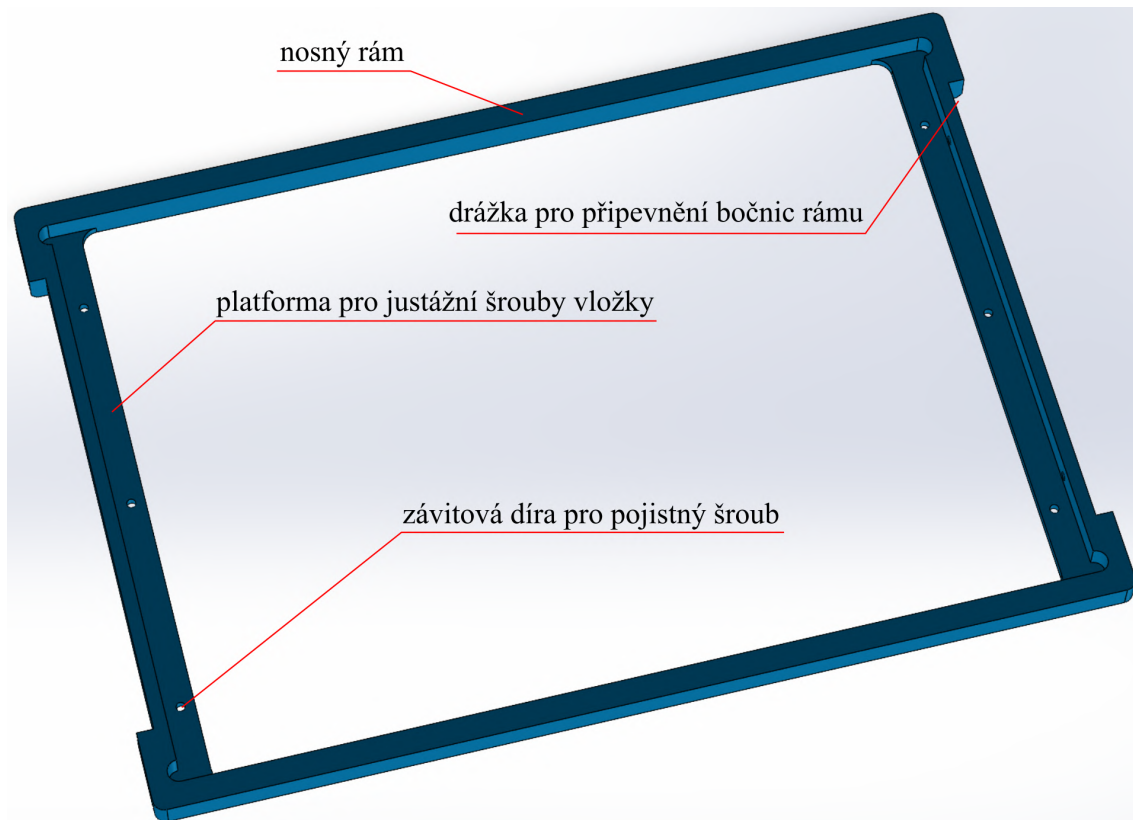 nosný rám
drážka pro připevnění bočnic rámu
platforma pro justážní šrouby vložky
závitová díra pro pojistný šroub